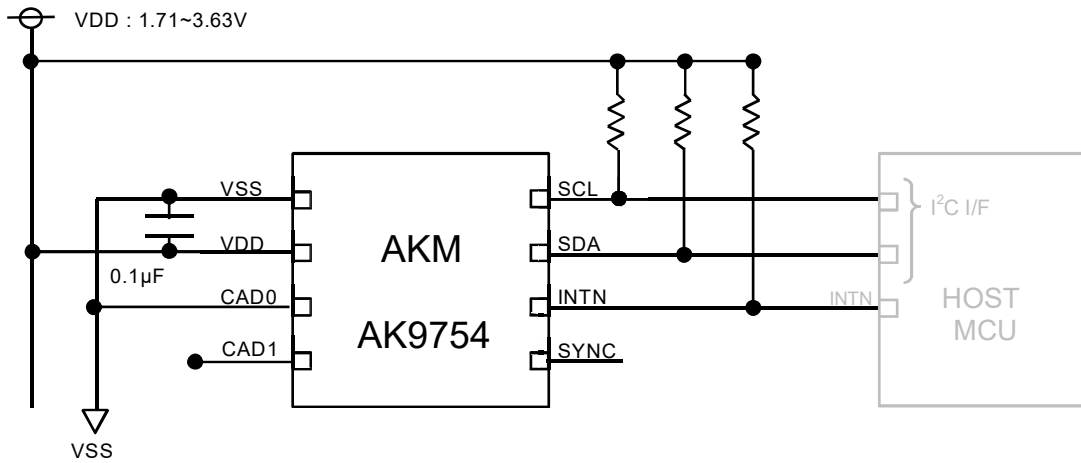 VDD : 1.71~3.63V
VSS
VDD
0.1µF
CAD0
CAD1
AKM
AK9754
SCL
SDA
INTN
SYNC
I²C I/F
INTN
HOST
MCU
VSS